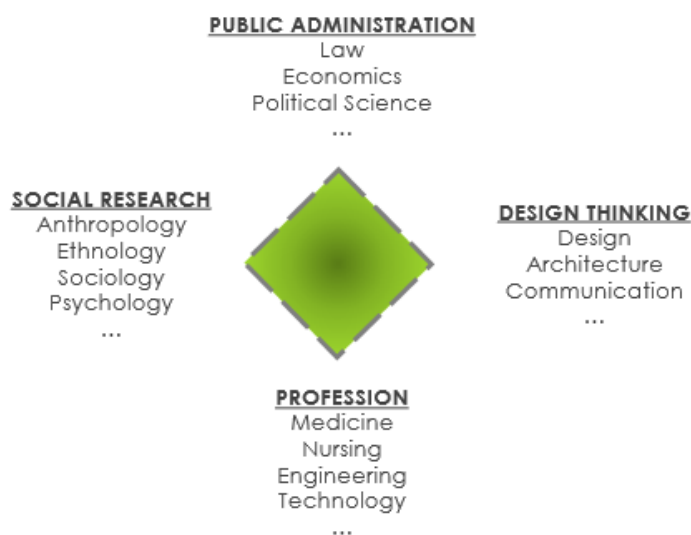 PUBLIC ADMINISTRATION
Law
Economics
Political Science
...
SOCIAL RESEARCH
Anthropology
Ethnology
Sociology
Psychology
...
DESIGN THINKING
Design
Architecture
Communication
...
PROFESSION
Medicine
Nursing
Engineering
Technology
...